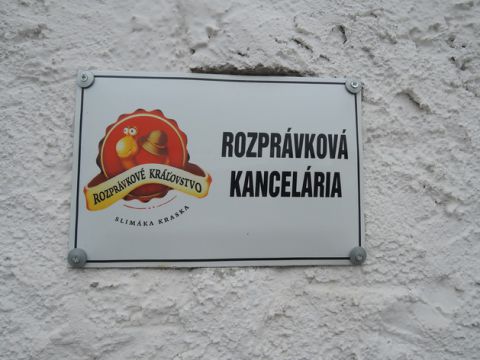 ROZPRÁVKOVÉ KRÁĽOVSTVO
SLIMÁKA KRASKA
ROZPRÁVKOVÁ
KANCELÁRIA